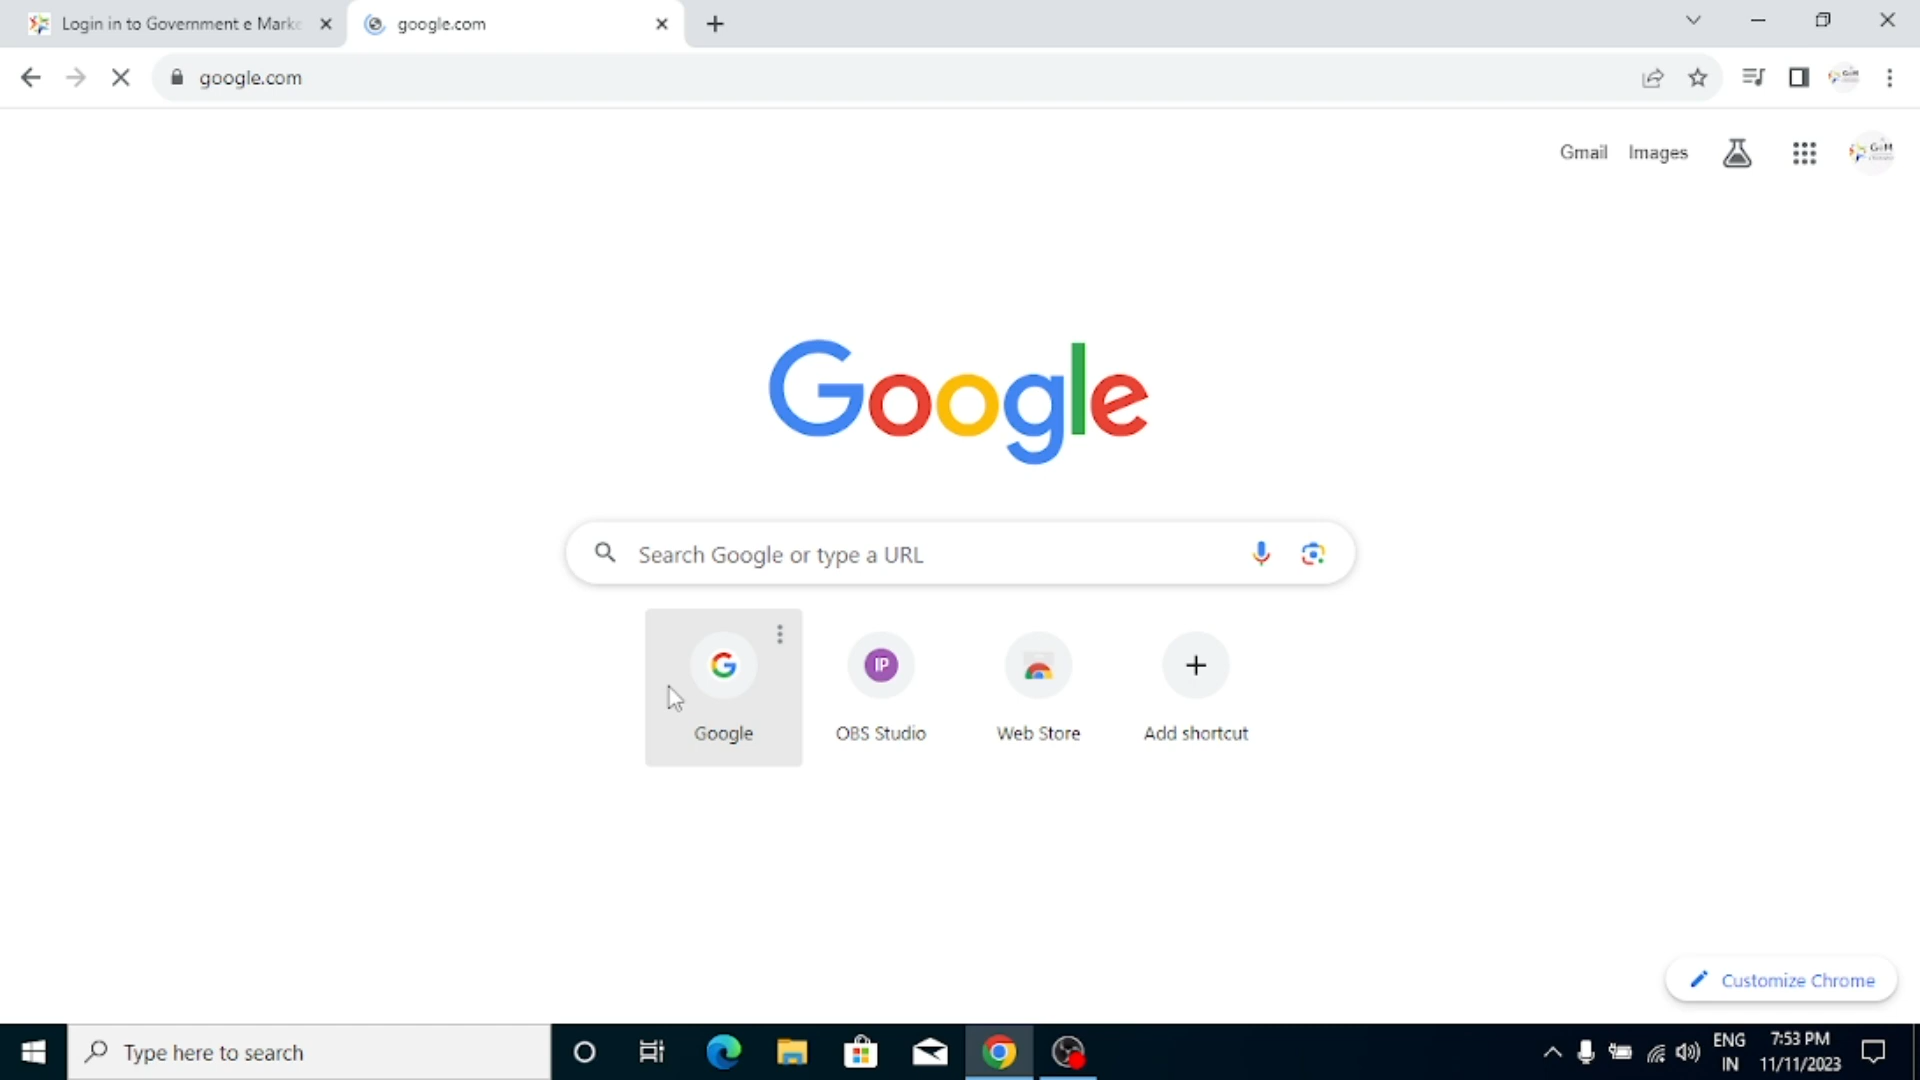 Login in to Government e Marke
google.com
google.com
Gmail Images
GeM
Google
Search Google or type a URL
IP
Google OBS Studio Web Store Add shortcut
Customize Chrome
Type here to search
ENG 7:53 PM
IN 11/11/2023